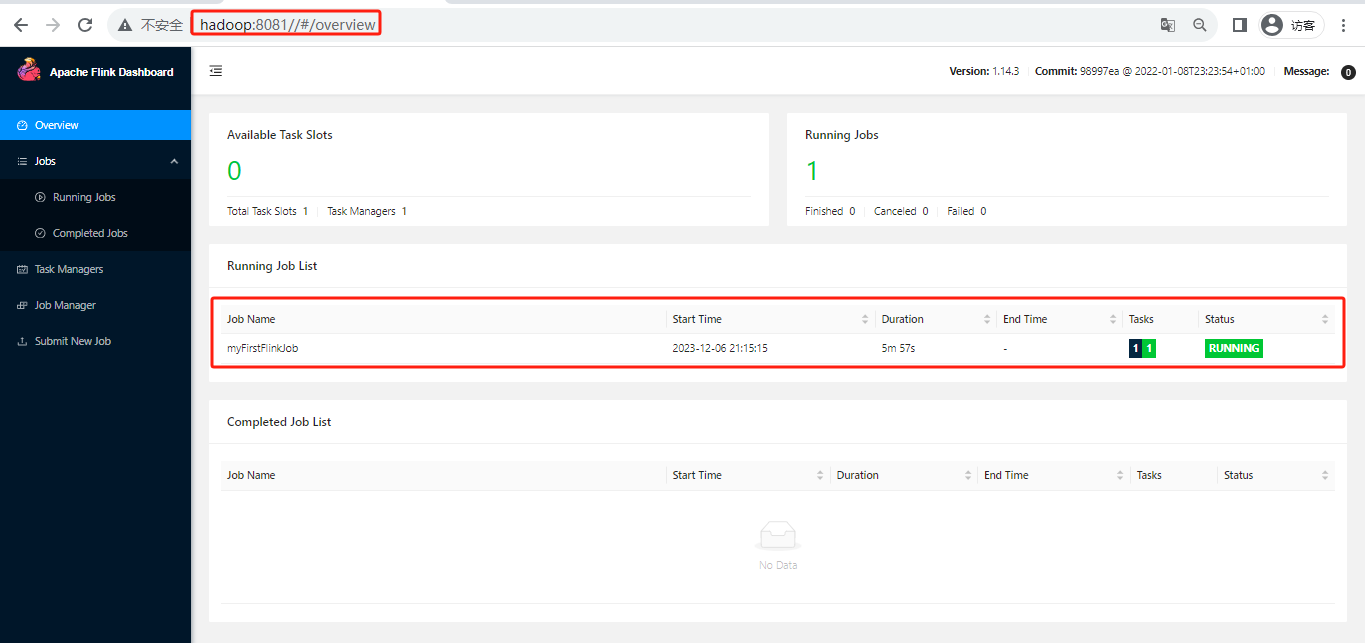 不安全 hadoop:8081//#/overview 访客
Apache Flink Dashboard
Version: 1.14.3 Commit: 98997ea @ 2022-01-08T23:23:54+01:00 Message: 0
Overview
Jobs
Running Jobs
Completed Jobs
Task Managers
Job Manager
Submit New Job
Available Task Slots
0
Total Task Slots 1 Task Managers 1
Running Jobs
1
Finished 0 Canceled 0 Failed 0
Running Job List
Job Name Start Time Duration End Time Tasks Status
myFirstFlinkJob 2023-12-06 21:15:15 5m 57s - 1 1 RUNNING
Completed Job List
Job Name Start Time Duration End Time Tasks Status
No Data